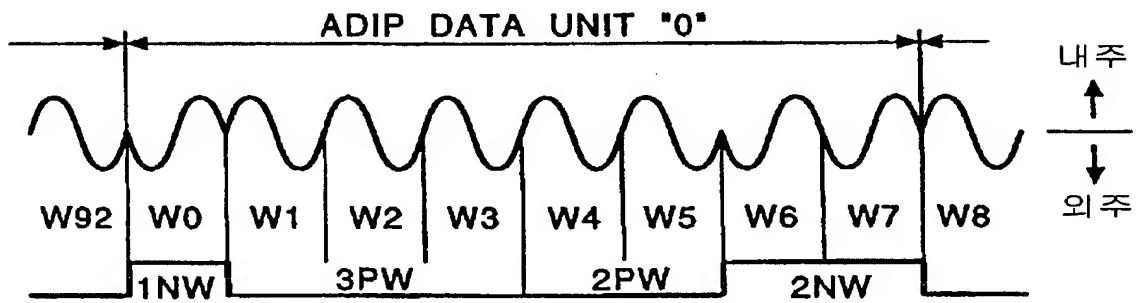 ADIP DATA UNIT "0"
내주
외주
W92 W0 W1 W2 W3 W4 W5 W6 W7 W8
1NW 3PW 2PW 2NW